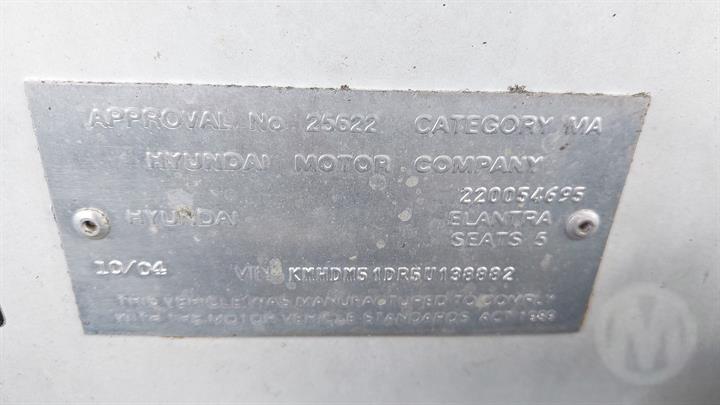 APPROVAL No 25622 CATEGORY MA
HYUNDAI MOTOR COMPANY
220054695
HYUNDAI ELANTRA
SEATS 5
10/04 VIN KMHDM51DR5U138882
THIS VEHICLE WAS MANUFACTURED TO COMPLY
WITH THE MOTOR VEHICLE STANDARDS ACT 1989
M